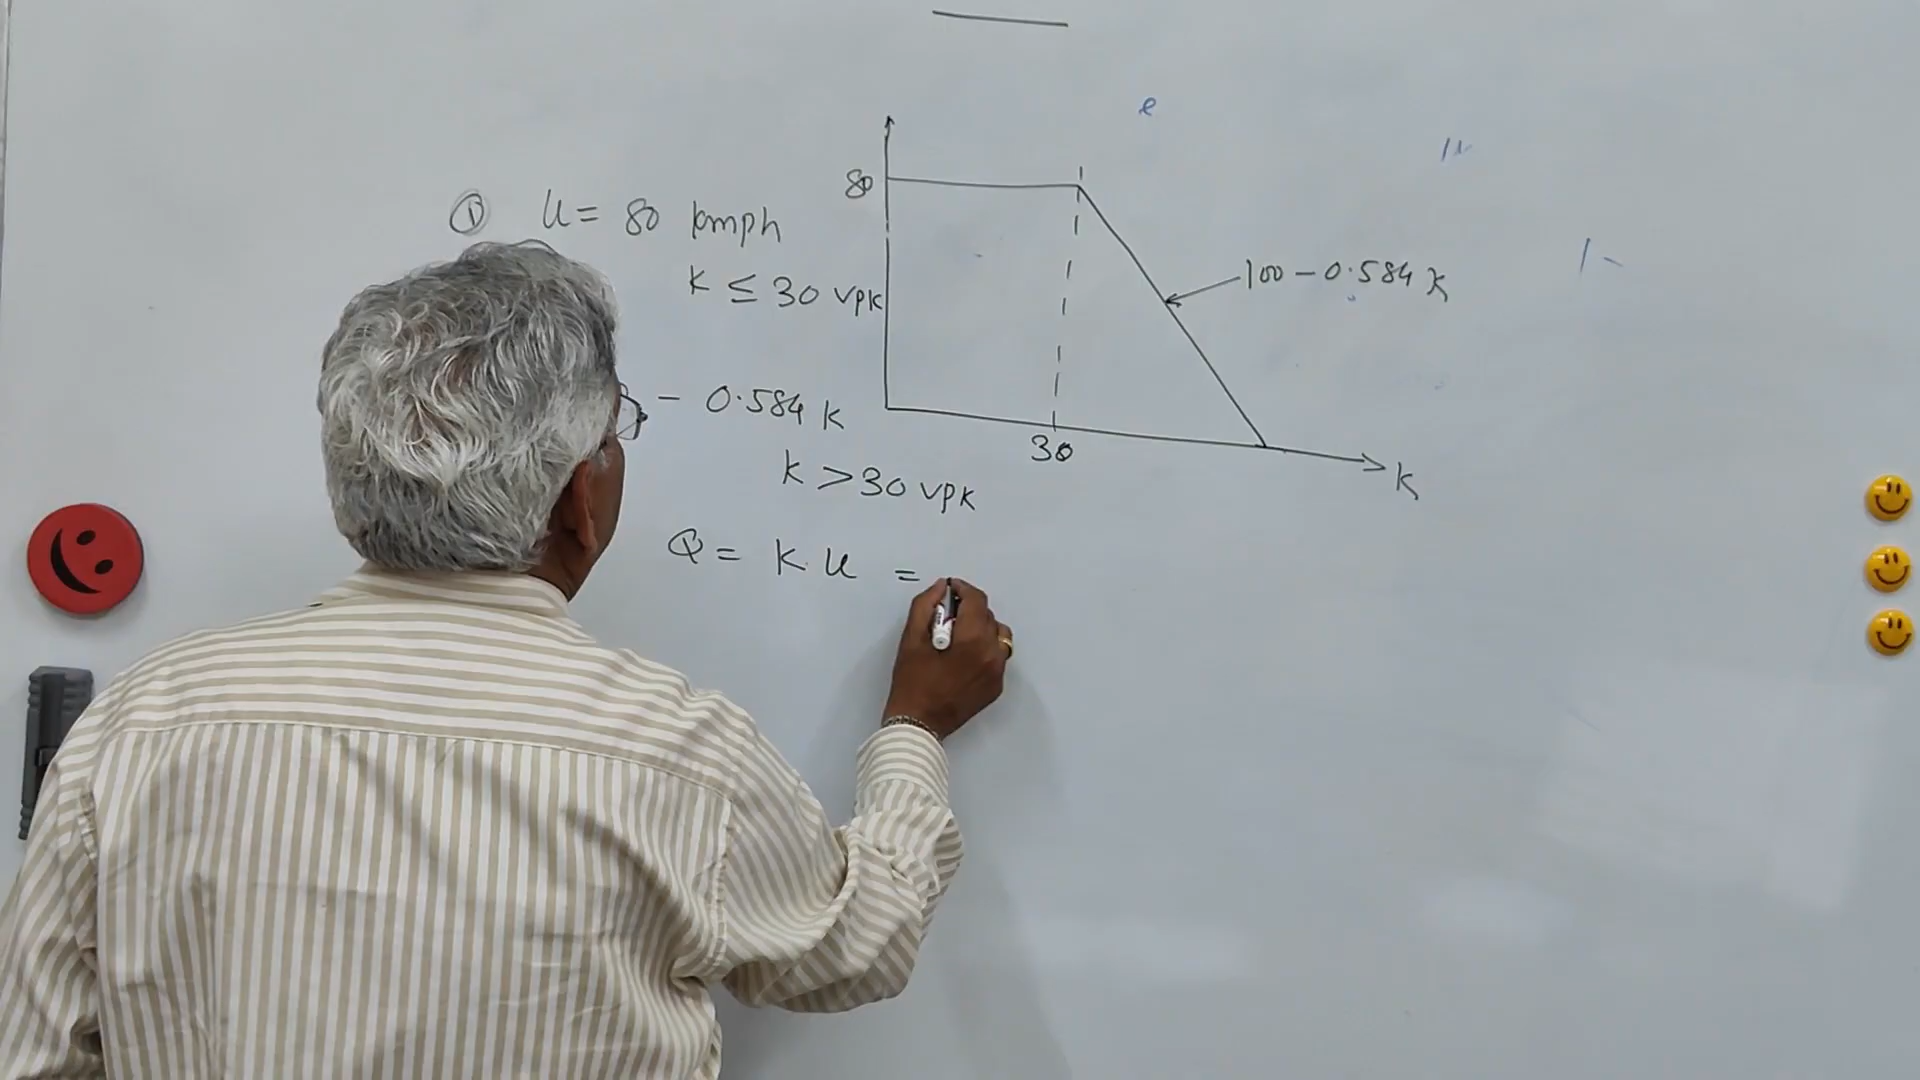 ① U = 80 kmph
K ≤ 30 vpk
- 0.584 K
K > 30 vpk
Q = K. U =
80
100 - 0.584 K
30
K
e